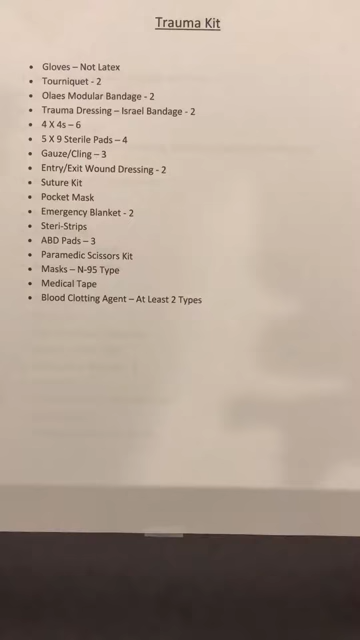 Trauma Kit
• Gloves – Not Latex
• Tourniquet - 2
• Olaes Modular Bandage - 2
• Trauma Dressing – Israel Bandage - 2
• 4 X 4s – 6
• 5 X 9 Sterile Pads – 4
• Gauze/Cling – 3
• Entry/Exit Wound Dressing - 2
• Suture Kit
• Pocket Mask
• Emergency Blanket - 2
• Steri-Strips
• ABD Pads – 3
• Paramedic Scissors Kit
• Masks – N-95 Type
• Medical Tape
• Blood Clotting Agent – At Least 2 Types